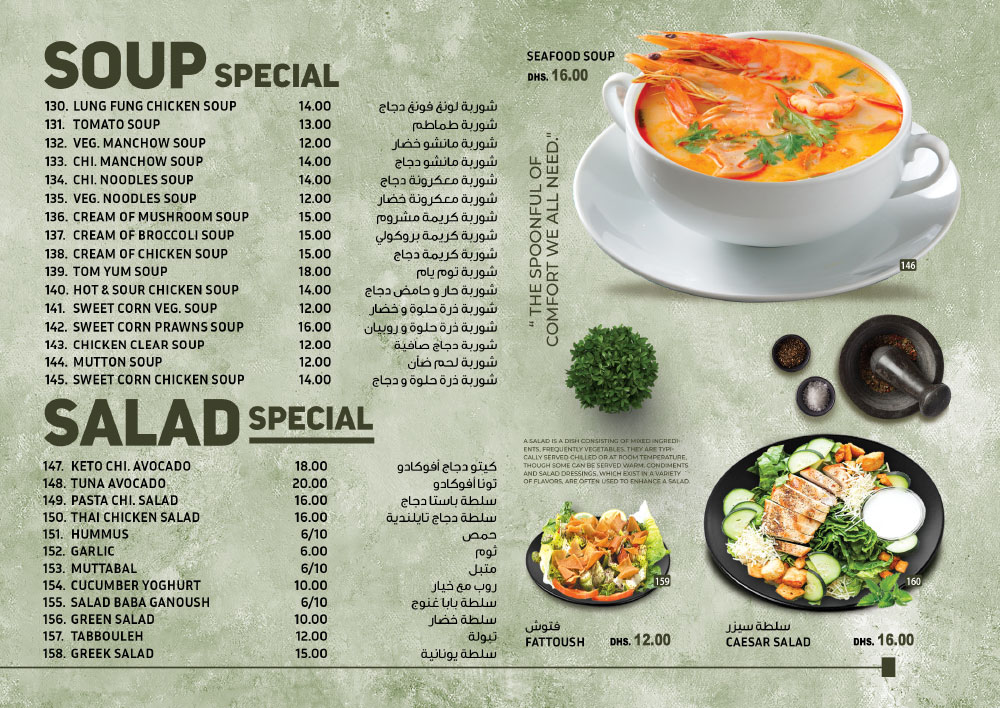 SOUP SPECIAL
130. LUNG FUNG CHICKEN SOUP 14.00 شوربة لونغ فونغ دجاج
131. TOMATO SOUP 13.00 شوربة طماطم
132. VEG. MANCHOW SOUP 12.00 شوربة مانشو خضار
133. CHI. MANCHOW SOUP 14.00 شوربة مانشو دجاج
134. CHI. NOODLES SOUP 14.00 شوربة معكرونة دجاج
135. VEG. NOODLES SOUP 12.00 شوربة معكرونة خضار
136. CREAM OF MUSHROOM SOUP 15.00 شوربة كريمة مشروم
137. CREAM OF BROCCOLI SOUP 15.00 شوربة كريمة بروكولي
138. CREAM OF CHICKEN SOUP 15.00 شوربة كريمة دجاج
139. TOM YUM SOUP 18.00 شوربة توم يام
140. HOT & SOUR CHICKEN SOUP 14.00 شوربة حار و حامض دجاج
141. SWEET CORN VEG. SOUP 12.00 شوربة ذرة حلوة و خضار
142. SWEET CORN PRAWNS SOUP 16.00 شوربة ذرة حلوة و روبيان
143. CHICKEN CLEAR SOUP 12.00 شوربة دجاج صافية
144. MUTTON SOUP 12.00 شوربة لحم ضأن
145. SWEET CORN CHICKEN SOUP 14.00 شوربة ذرة حلوة و دجاج
SALAD SPECIAL
147. KETO CHI. AVOCADO 18.00 كيتو دجاج أفوكادو
148. TUNA AVOCADO 20.00 تونا أفوكادو
149. PASTA CHI. SALAD 16.00 سلطة باستا دجاج
150. THAI CHICKEN SALAD 16.00 سلطة دجاج تايلندية
151. HUMMUS 6/10 حمص
152. GARLIC 6.00 ثوم
153. MUTTABAL 6/10 متبل
154. CUCUMBER YOGHURT 10.00 روب مع خيار
155. SALAD BABA GANOUSH 6/10 سلطة بابا غنوج
156. GREEN SALAD 10.00 سلطة خضار
157. TABBOULEH 12.00 تبولة
158. GREEK SALAD 15.00 سلطة يونانية
SEAFOOD SOUP
DHS. 16.00
" THE SPOONFUL OF
COMFORT WE ALL NEED."
146
A SALAD IS A DISH CONSISTING OF MIXED INGREDI-
ENTS, FREQUENTLY VEGETABLES. THEY ARE TYPI-
CALLY SERVED CHILLED OR AT ROOM TEMPERATURE,
THOUGH SOME CAN BE SERVED WARM. CONDIMENTS
AND SALAD DRESSINGS, WHICH EXIST IN A VARIETY
OF FLAVORS, ARE OFTEN USED TO ENHANCE A SALAD.
159
فتوش
FATTOUSH DHS. 12.00
160
سلطة سيزر
CAESAR SALAD DHS. 16.00